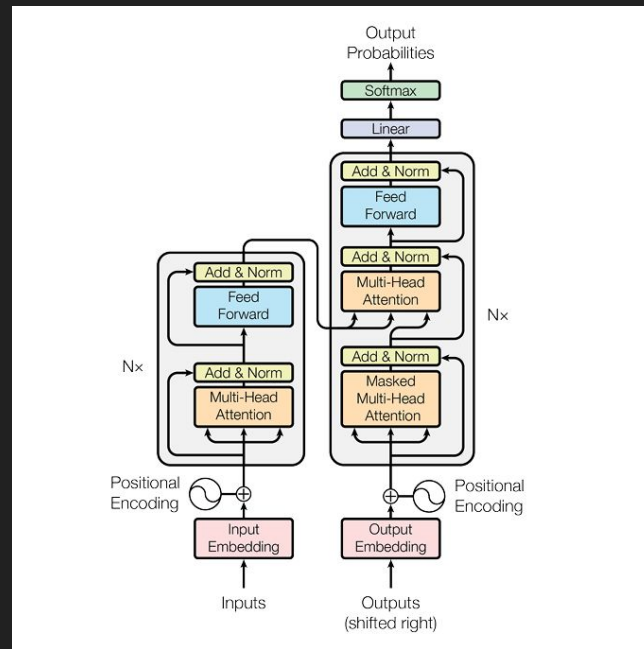 Output
Probabilities
Softmax
Linear
Add & Norm
Feed
Forward
Add & Norm
Multi-Head
Attention
Add & Norm
Masked
Multi-Head
Attention
Nx
Add & Norm
Feed
Forward
Add & Norm
Multi-Head
Attention
Nx
Positional
Encoding
Positional
Encoding
Input
Embedding
Output
Embedding
Inputs
Outputs
(shifted right)